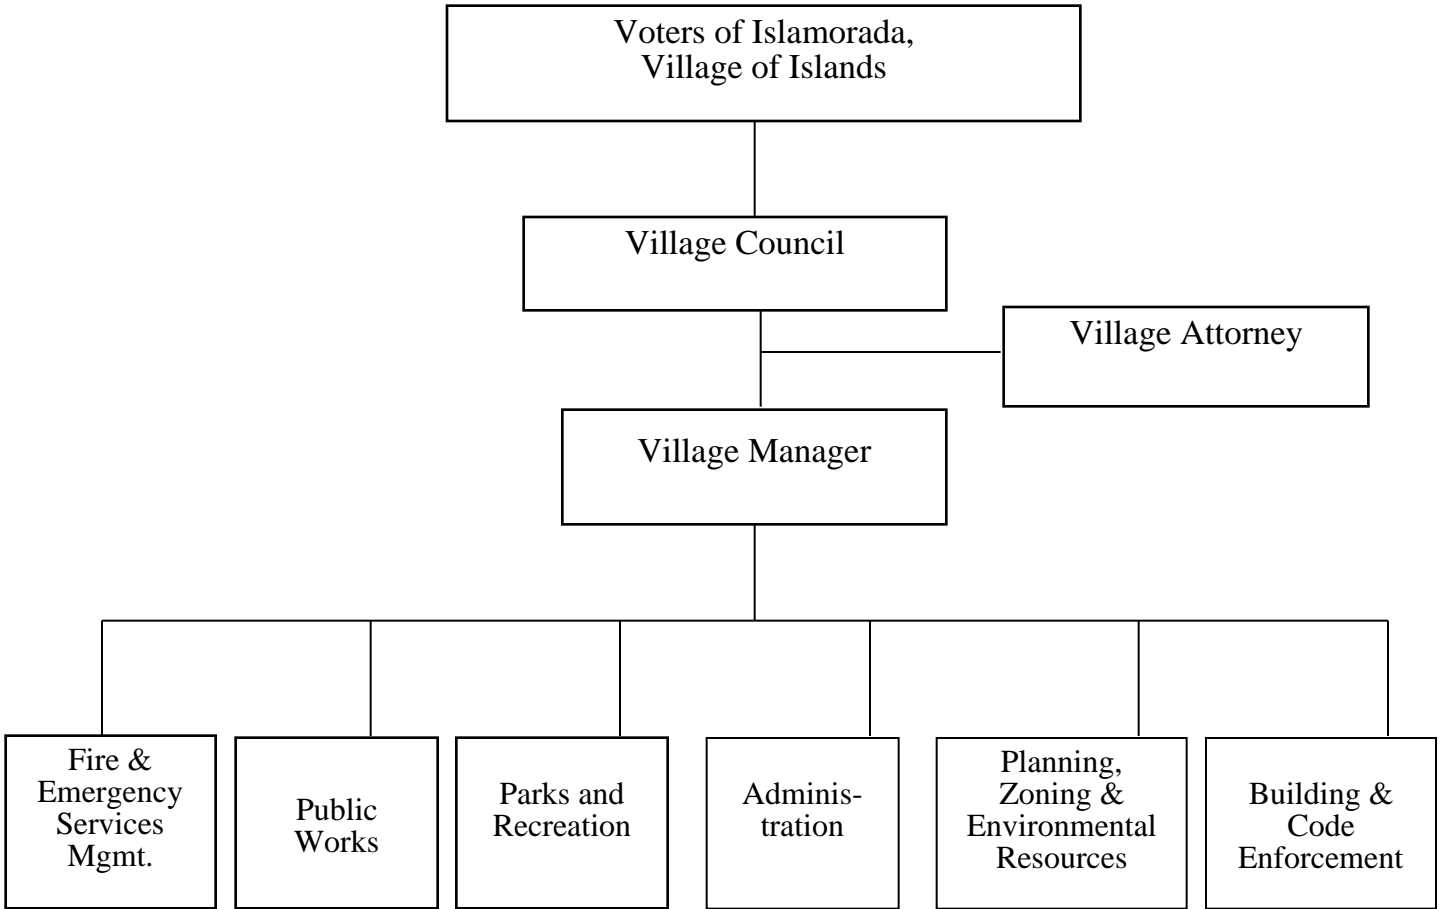 Voters of Islamorada,
Village of Islands
Village Council
Village Attorney
Village Manager
Fire &
Emergency
Services
Mgmt.
Public
Works
Parks and
Recreation
Adminis-
tration
Planning,
Zoning &
Environmental
Resources
Building &
Code
Enforcement